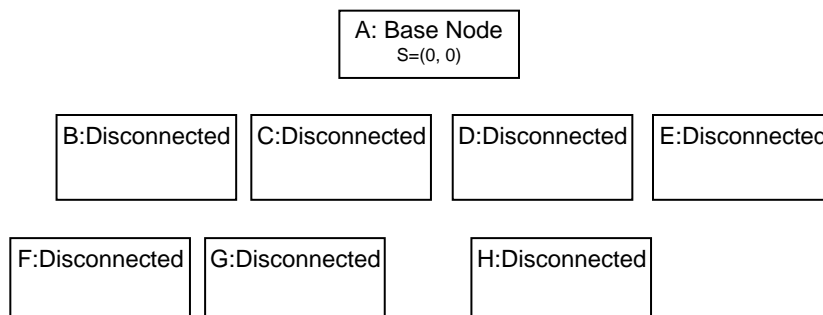 A: Base Node
S=(0, 0)
B:Disconnected
C:Disconnected
D:Disconnected
E:Disconnected
F:Disconnected
G:Disconnected
H:Disconnected